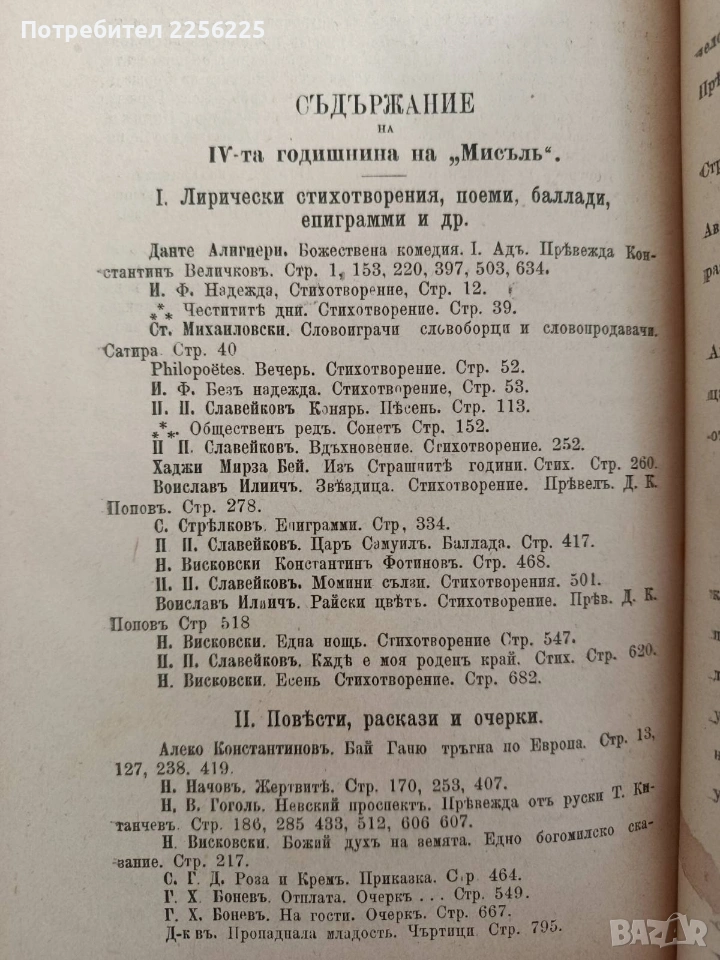 Потребител 2256225
СЪДЪРЖАНИЕ
НА
IV-та годишнина на „Мисъль“.
I. Лирически стихотворения, поеми, баллади,
епиграмми и др.
Данте Алигиери. Божествена комедия. I. Адъ. Прѣвежда Кон-
стантинъ Величковъ. Стр. 1, 153, 220, 397, 503, 634.
И. Ф. Надежда, Стихотворение, Стр. 12.
*** Честитите дни. Стихотворение. Стр. 39.
Ст. Михаиловски. Словоиграчи словоборци и словопродавачи.
Сатира. Стр. 40
Philopoëtes. Вечерь. Стихотворение. Стр. 52.
И. Ф. Безъ надежда. Стихотворение, Стр. 53.
П. П. Славейковъ Конярь. Пѣсень. Стр. 113.
***. Общественъ редъ. Сонетъ Стр. 152.
П П. Славейковъ. Вдъхновение. Стихотворение. 252.
Хаджи Мирза Бей. Изъ Страшнитѣ години. Стих. Стр. 260.
Воиславъ Илиичъ. Звѣздица. Стихотворение. Прѣвелъ. Д. К.
Поповъ. Стр. 278.
С. Стрѣлковъ. Епиграмми. Стр, 334.
П П. Славейковъ. Царъ Самуилъ. Баллада. Стр. 417.
Н. Висковски Константинъ Фотиновъ. Стр. 468.
П. П. Славейковъ. Момини сълзи. Стихотворения. 501.
Воиславъ Илиичъ. Райски цвѣтъ. Стихотворение. Прѣв. Д. К.
Поповъ Стр 518
Н. Висковски. Една нощь. Стихотворение Стр. 547.
П. П. Славейковъ. Кждѣ е моя роденъ край. Стих. Стр. 620.
Н. Висковски. Есень Стихотворение. Стр. 682.
II. Повѣсти, раскази и очерки.
Алеко Константиновъ. Бай Ганю тръгна по Европа. Стр. 13,
127, 238. 419.
П. Начовъ. Жертвитѣ. Стр. 170, 253, 407.
Н, В. Гоголь. Невский проспектъ. Прѣвежда отъ руски Т. Ки-
танчевъ. Стр. 186, 285 433, 512, 606 607.
Н. Висковски. Божий духъ на земята. Едно богомилско ска-
вание. Стр. 217.
С. Г. Д. Роза и Кремъ. Приказка. Стр. 464.
Г. Х. Боневъ. Отплата. Очеркъ . . . Стр. 549.
Г. Х. Боневъ. На гости. Очеркъ. Стр. 667.
Д-к въ. Пропаднала младость. Чъртици. Стр. 795.
BAZAR